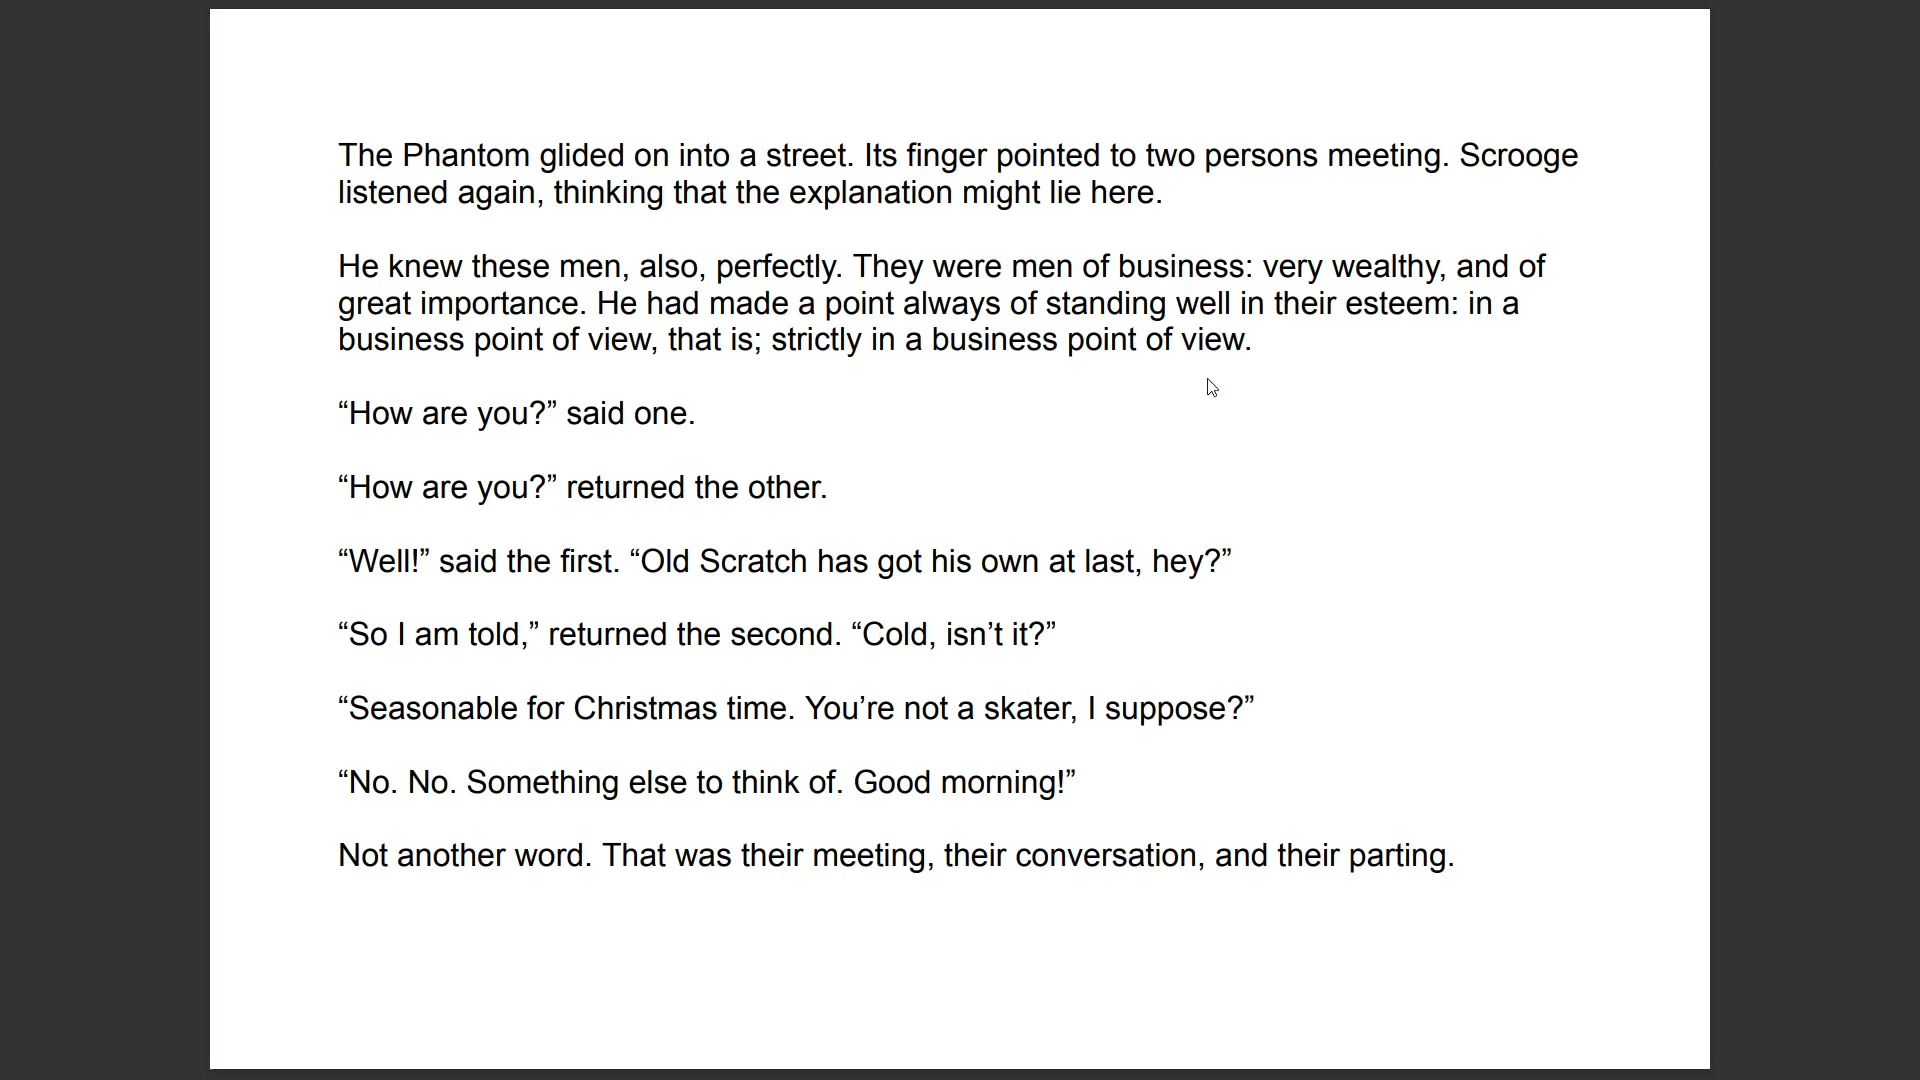 The Phantom glided on into a street. Its finger pointed to two persons meeting. Scrooge
listened again, thinking that the explanation might lie here.
He knew these men, also, perfectly. They were men of business: very wealthy, and of
great importance. He had made a point always of standing well in their esteem: in a
business point of view, that is; strictly in a business point of view.
“How are you?” said one.
“How are you?” returned the other.
“Well!” said the first. “Old Scratch has got his own at last, hey?”
“So I am told,” returned the second. “Cold, isn’t it?”
“Seasonable for Christmas time. You’re not a skater, I suppose?”
“No. No. Something else to think of. Good morning!”
Not another word. That was their meeting, their conversation, and their parting.